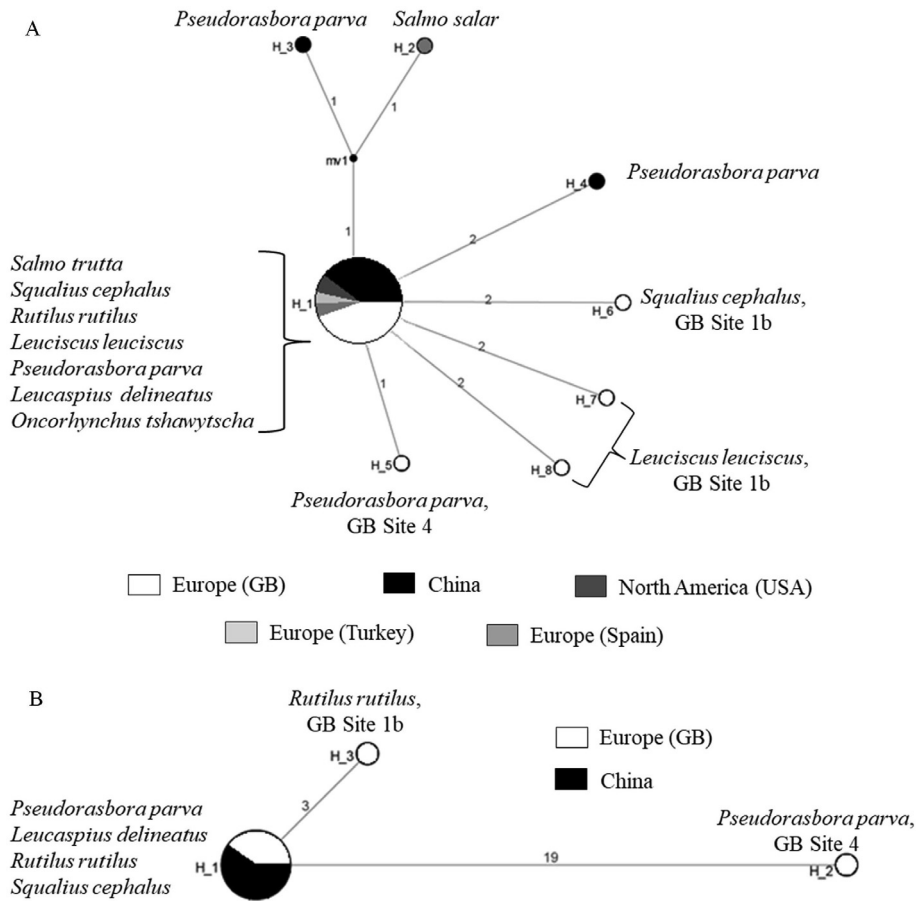 A
Pseudorasbora parva
Salmo salar
H_3
H_2
1
1
mv1
1
H_4
Pseudorasbora parva
2
Salmo trutta
Squalius cephalus
Rutilus rutilus
Leuciscus leuciscus
Pseudorasbora parva
Leucaspius delineatus
Oncorhynchus tshawytscha
H_1
2
H_6
Squalius cephalus,
GB Site 1b
2
H_7
2
H_8
Leuciscus leuciscus,
GB Site 1b
1
H_5
Pseudorasbora parva,
GB Site 4
Europe (GB)
China
North America (USA)
Europe (Turkey)
Europe (Spain)
B
Rutilus rutilus,
GB Site 1b
H_3
3
Europe (GB)
China
Pseudorasbora parva
Leucaspius delineatus
Rutilus rutilus
Squalius cephalus
H_1
19
Pseudorasbora parva,
GB Site 4
H_2